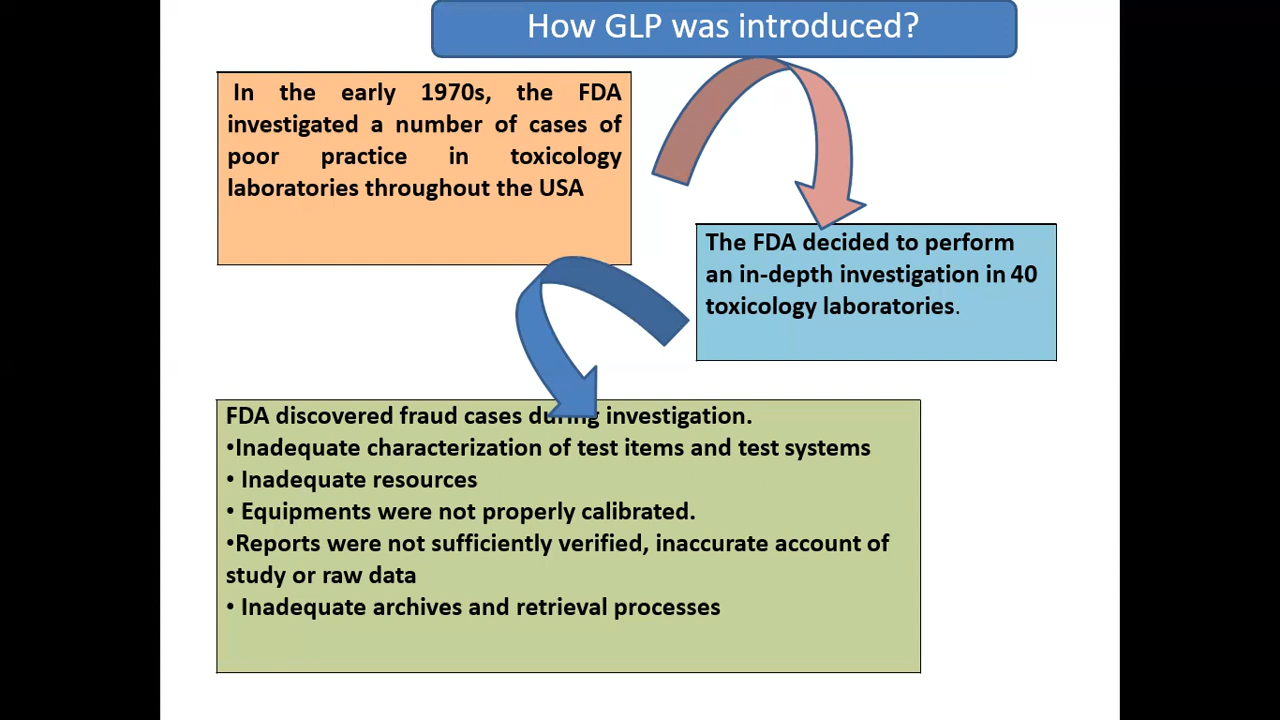 How GLP was introduced?
In the early 1970s, the FDA
investigated a number of cases of
poor practice in toxicology
laboratories throughout the USA
The FDA decided to perform
an in-depth investigation in 40
toxicology laboratories.
FDA discovered fraud cases during investigation.
•Inadequate characterization of test items and test systems
• Inadequate resources
• Equipments were not properly calibrated.
•Reports were not sufficiently verified, inaccurate account of
study or raw data
• Inadequate archives and retrieval processes